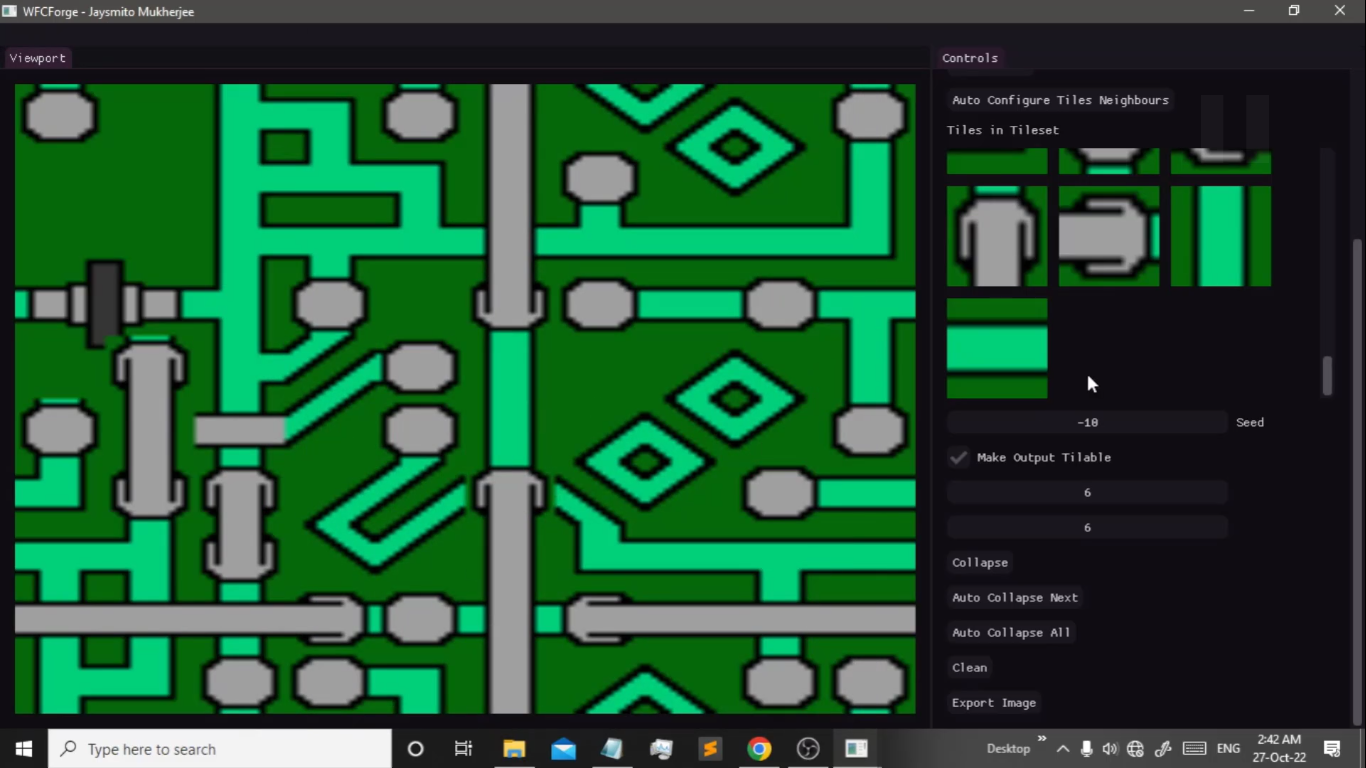 WFCForge - Jaysmito Mukherjee
Viewport
Controls
Auto Configure Tiles Neighbours
Tiles in Tileset
-10 Seed
Make Output Tilable
6
6
Collapse
Auto Collapse Next
Auto Collapse All
Clean
Export Image
Type here to search
Desktop
ENG
2:42 AM
27-Oct-22